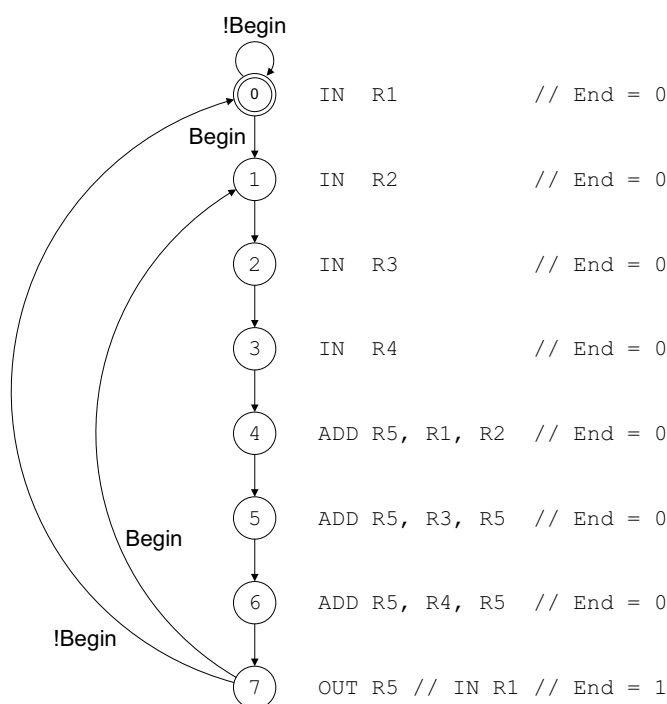 !Begin
0 IN R1 // End = 0
Begin
1 IN R2 // End = 0
2 IN R3 // End = 0
3 IN R4 // End = 0
4 ADD R5, R1, R2 // End = 0
5 ADD R5, R3, R5 // End = 0
Begin
6 ADD R5, R4, R5 // End = 0
!Begin
7 OUT R5 // IN R1 // End = 1